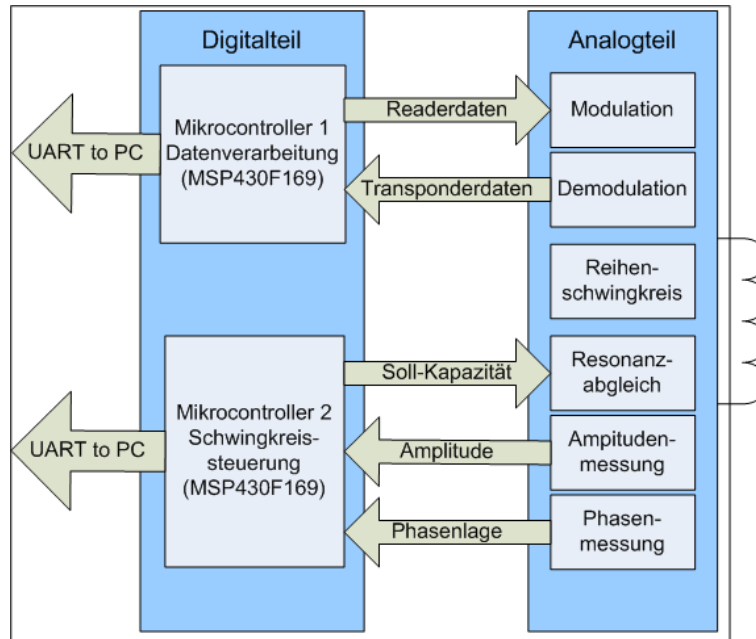 Digitalteil
Analogteil
Mikrocontroller 1
Datenverarbeitung
(MSP430F169)
UART to PC
Readerdaten
Modulation
Transponderdaten
Demodulation
Reihen-
schwingkreis
Mikrocontroller 2
Schwingkreis-
steuerung
(MSP430F169)
UART to PC
Soll-Kapazität
Resonanz-
abgleich
Amplitude
Ampituden-
messung
Phasenlage
Phasen-
messung